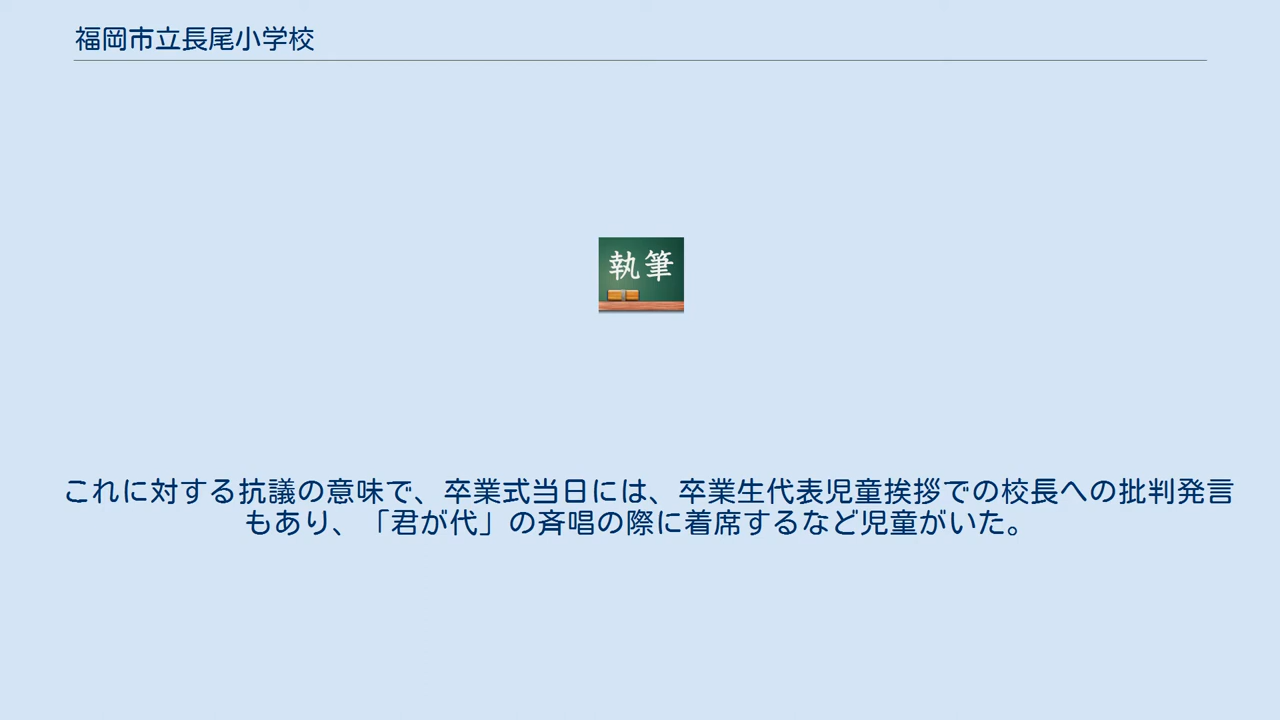 福岡市立長尾小学校
執筆
これに対する抗議の意味で、卒業式当日には、卒業生代表児童挨拶での校長への批判発言
もあり、「君が代」の斉唱の際に着席するなど児童がいた。